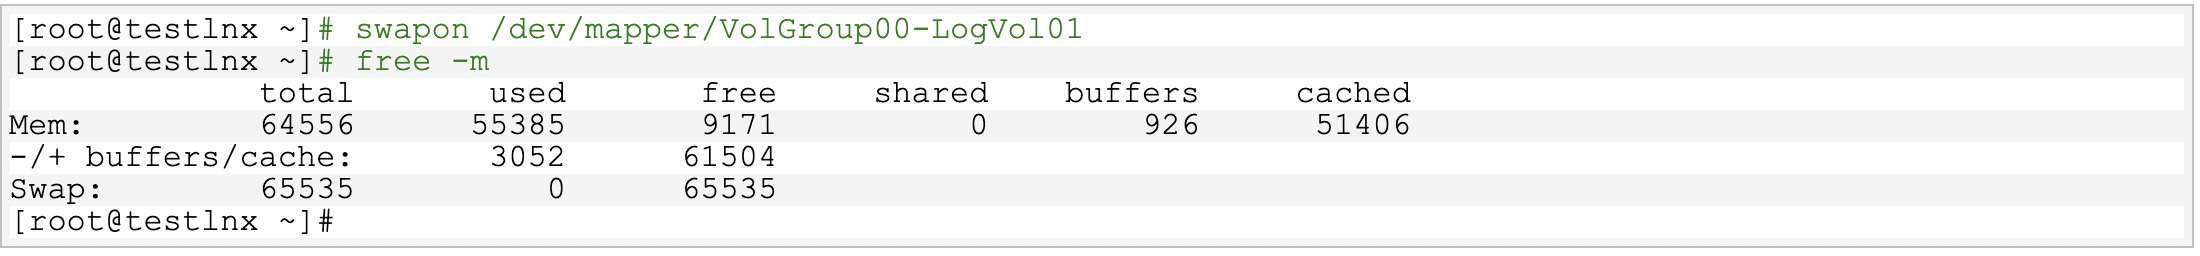 [root@testlnx ~]# swapon /dev/mapper/VolGroup00-LogVol01
[root@testlnx ~]# free -m
             total       used       free     shared    buffers     cached
Mem:         64556      55385       9171          0        926      51406
-/+ buffers/cache:       3052      61504
Swap:        65535          0      65535
[root@testlnx ~]#